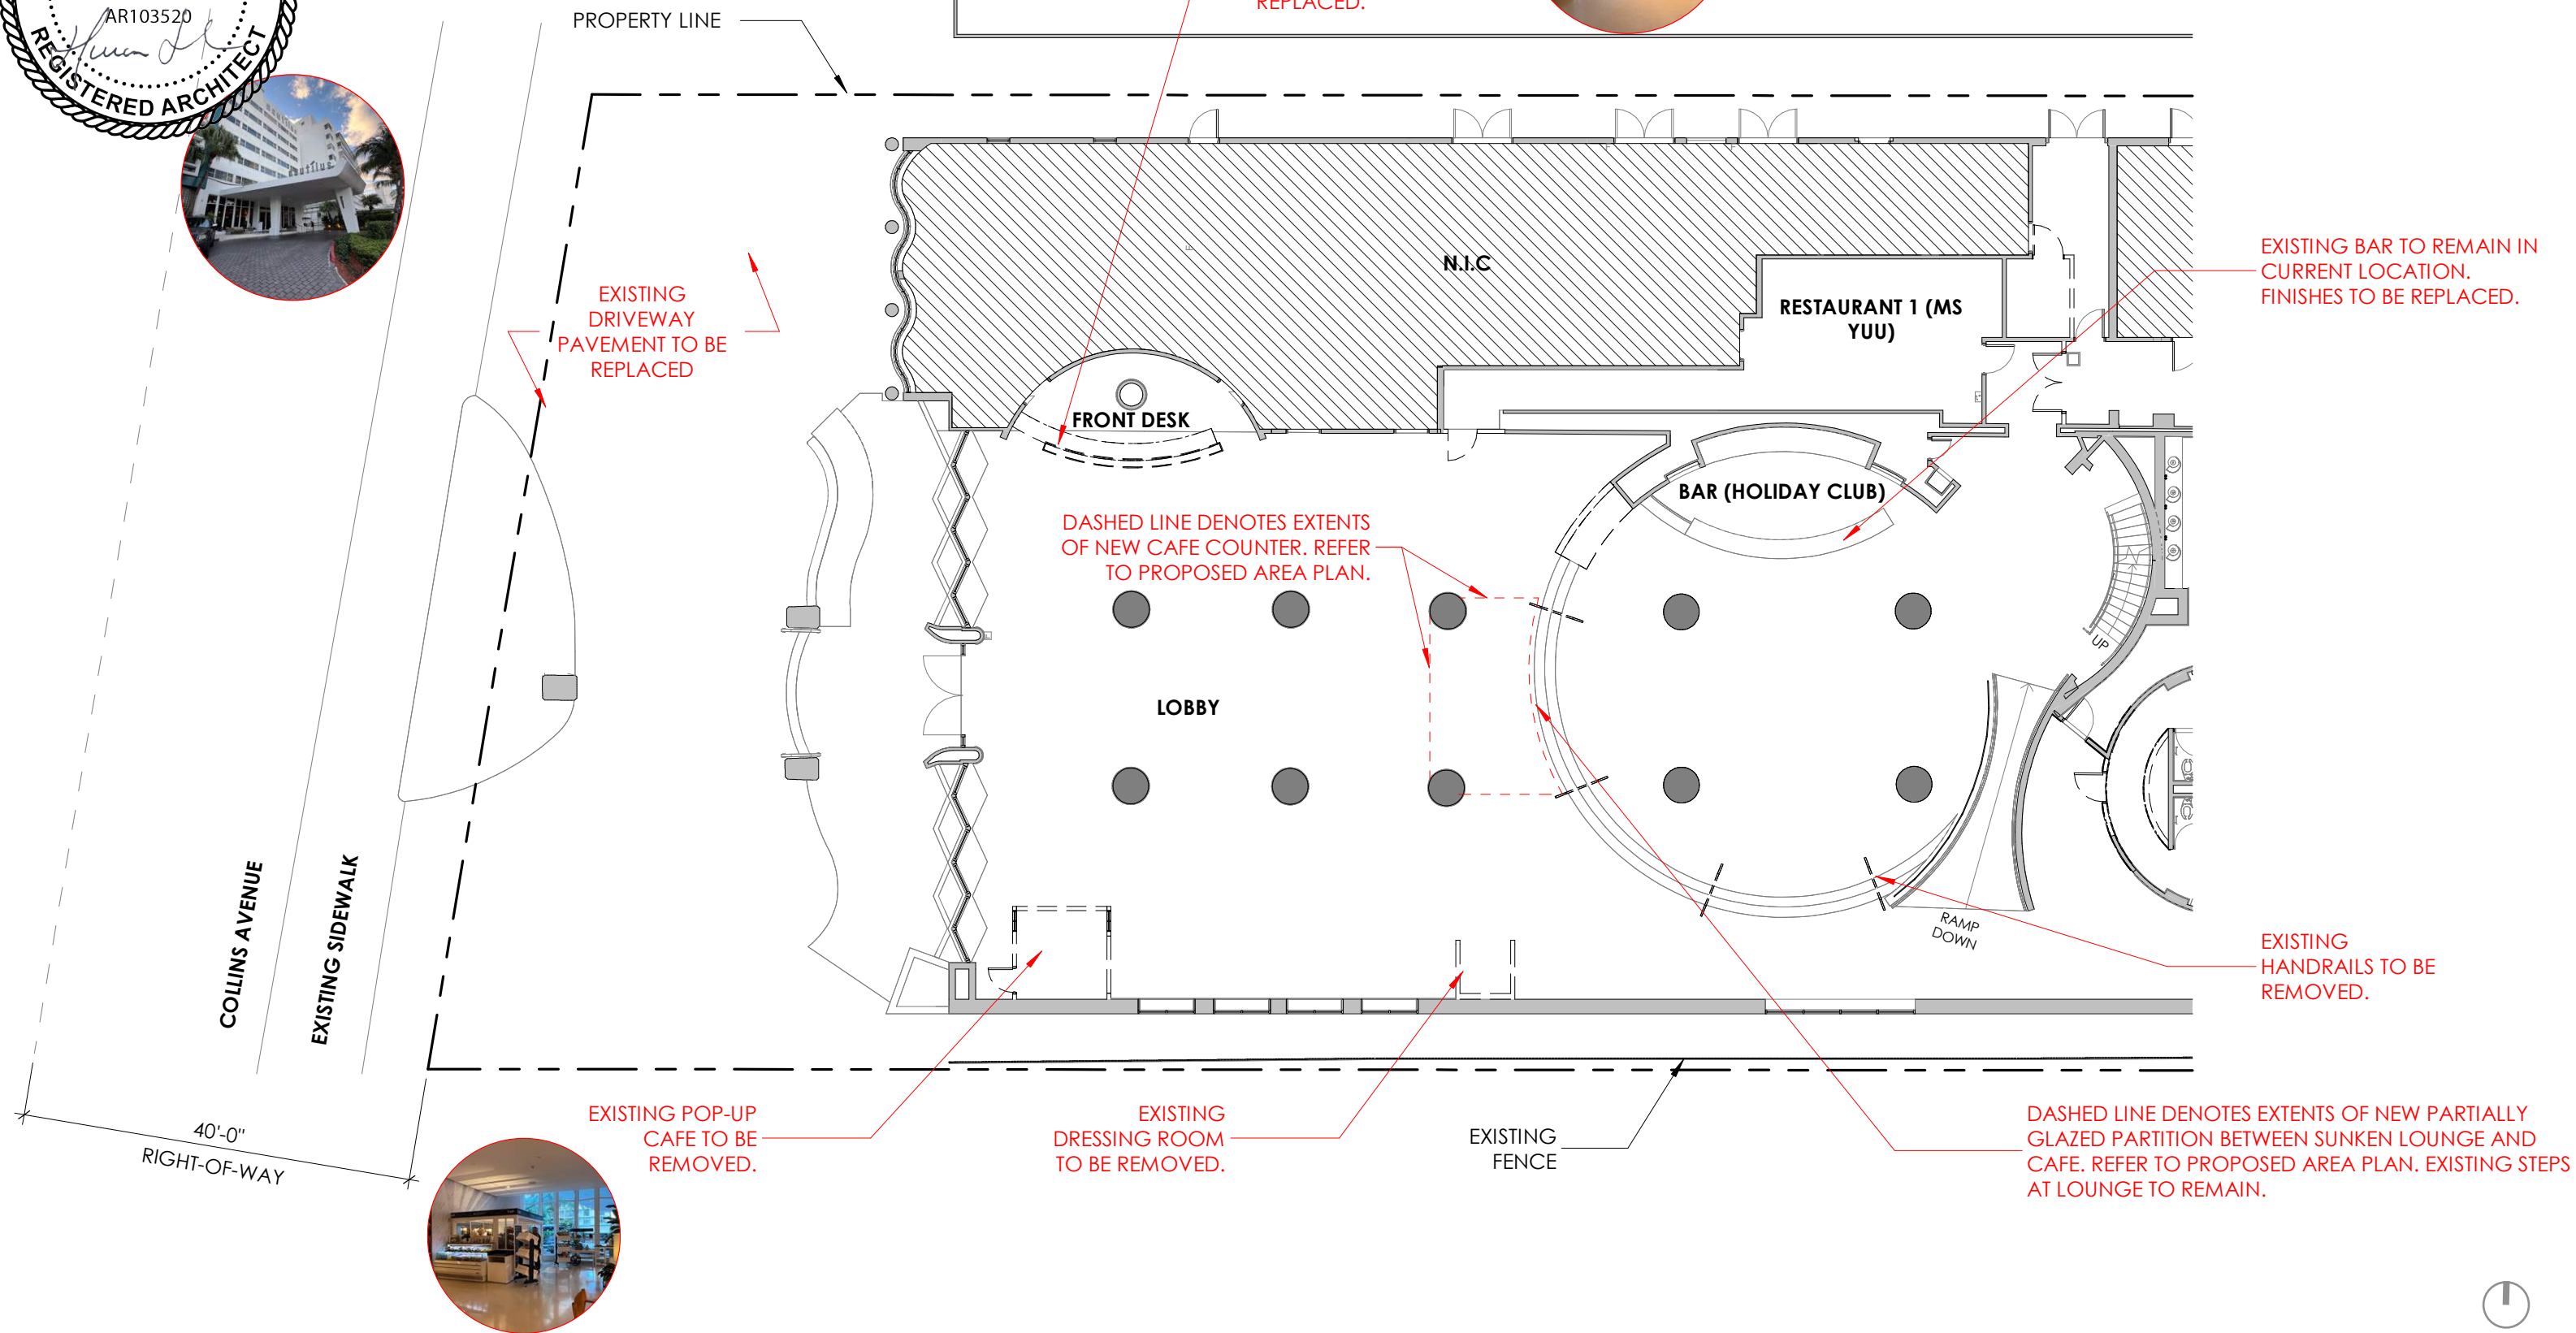 AR103520
REGISTERED ARCHITECT
PROPERTY LINE
REPLACED.
nautilus
EXISTING
DRIVEWAY
PAVEMENT TO BE
REPLACED
N.I.C
RESTAURANT 1 (MS
YUU)
EXISTING BAR TO REMAIN IN
CURRENT LOCATION.
FINISHES TO BE REPLACED.
FRONT DESK
BAR (HOLIDAY CLUB)
DASHED LINE DENOTES EXTENTS
OF NEW CAFE COUNTER. REFER
TO PROPOSED AREA PLAN.
UP
LOBBY
COLLINS AVENUE
EXISTING SIDEWALK
RAMP
DOWN
EXISTING
HANDRAILS TO BE
REMOVED.
40'-0"
RIGHT-OF-WAY
EXISTING POP-UP
CAFE TO BE
REMOVED.
EXISTING
DRESSING ROOM
TO BE REMOVED.
EXISTING
FENCE
DASHED LINE DENOTES EXTENTS OF NEW PARTIALLY
GLAZED PARTITION BETWEEN SUNKEN LOUNGE AND
CAFE. REFER TO PROPOSED AREA PLAN. EXISTING STEPS
AT LOUNGE TO REMAIN.